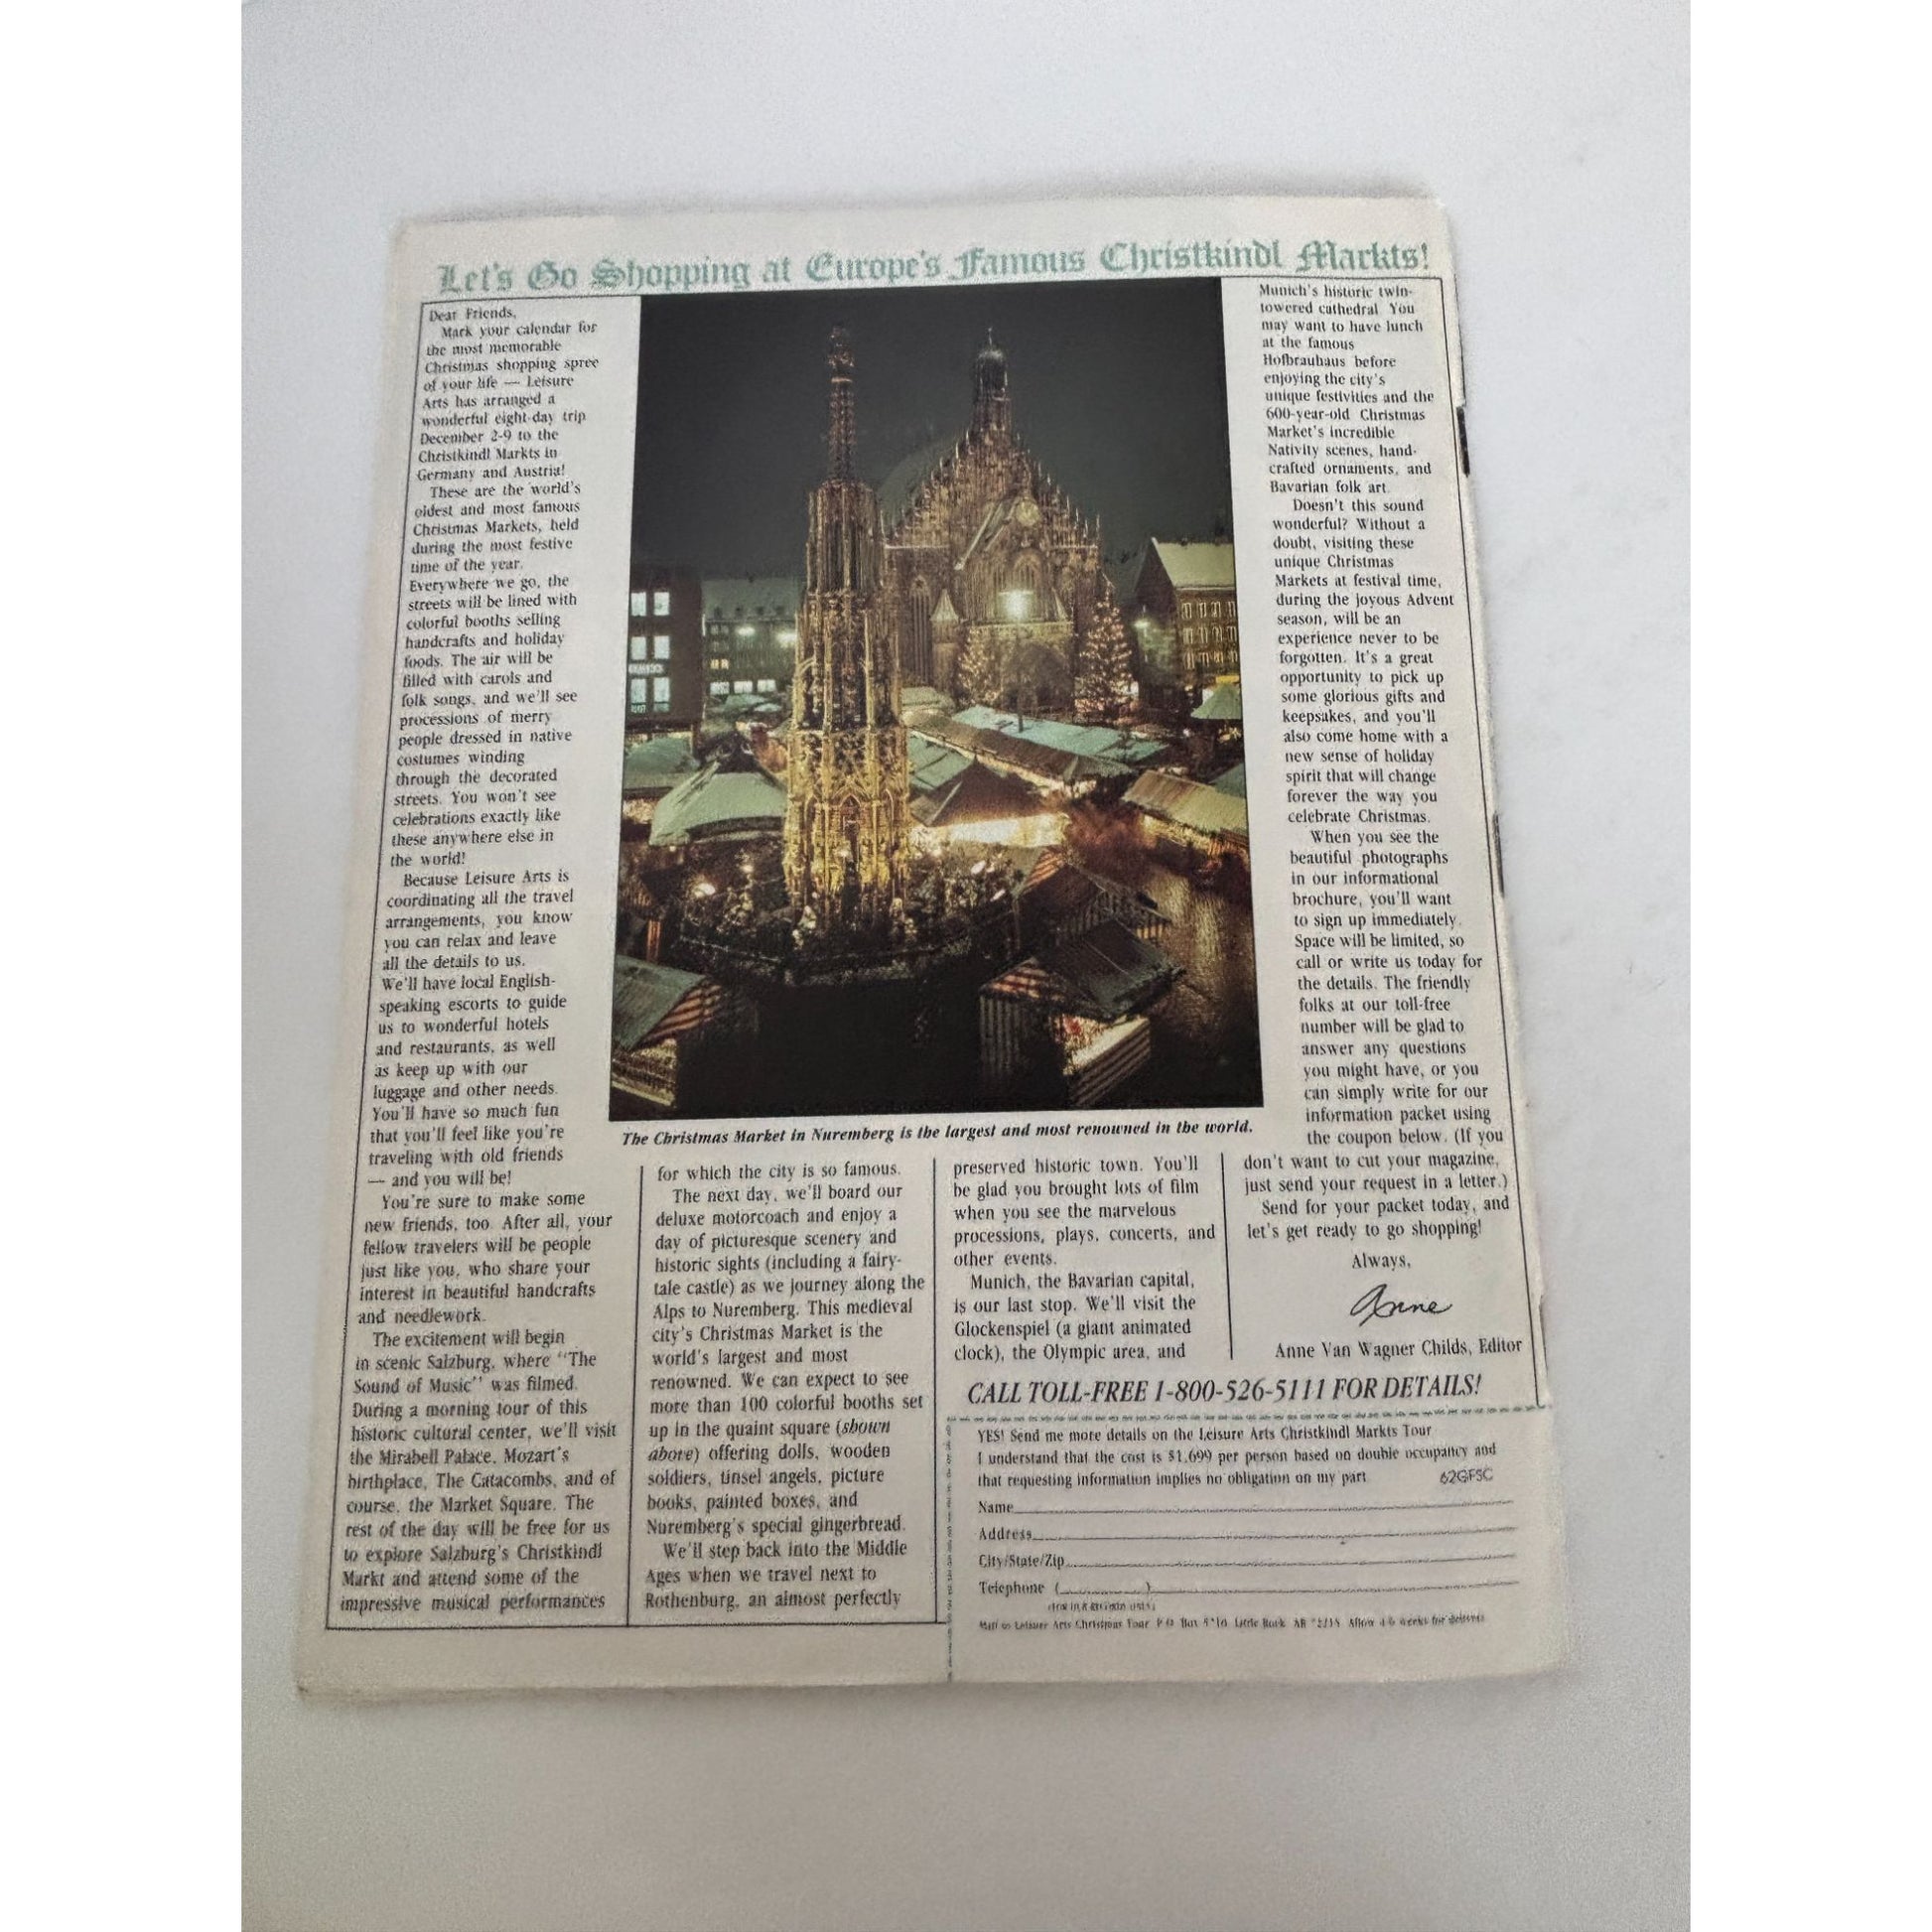 Let's Go Shopping at Europe's Famous Christkindl Markts!
Dear Friends,
Mark your calendar for
the most memorable
Christmas shopping spree
of your life — Leisure
Arts has arranged a
wonderful eight-day trip
December 2-9 to the
Christkindl Markts in
Germany and Austria!
These are the world's
oldest and most famous
Christmas Markets, held
during the most festive
time of the year.
Everywhere we go, the
streets will be lined with
colorful booths selling
handcrafts and holiday
foods. The air will be
filled with carols and
folk songs, and we'll see
processions of merry
people dressed in native
costumes winding
through the decorated
streets. You won't see
celebrations exactly like
these anywhere else in
the world!
Because Leisure Arts is
coordinating all the travel
arrangements, you know
you can relax and leave
all the details to us.
We'll have local English-
speaking escorts to guide
us to wonderful hotels
and restaurants, as well
as keep up with our
luggage and other needs.
You'll have so much fun
that you'll feel like you're
traveling with old friends
— and you will be!
You're sure to make some
new friends, too. After all, your
fellow travelers will be people
just like you, who share your
interest in beautiful handcrafts
and needlework.
The excitement will begin
in scenic Salzburg, where "The
Sound of Music" was filmed.
During a morning tour of this
historic cultural center, we'll visit
the Mirabell Palace, Mozart's
birthplace, The Catacombs, and of
course, the Market Square. The
rest of the day will be free for us
to explore Salzburg's Christkindl
Markt and attend some of the
impressive musical performances
The Christmas Market in Nuremberg is the largest and most renowned in the world.
for which the city is so famous.
The next day, we'll board our
deluxe motorcoach and enjoy a
day of picturesque scenery and
historic sights (including a fairy-
tale castle) as we journey along the
Alps to Nuremberg. This medieval
city's Christmas Market is the
world's largest and most
renowned. We can expect to see
more than 100 colorful booths set
up in the quaint square (shown
above) offering dolls, wooden
soldiers, tinsel angels, picture
books, painted boxes, and
Nuremberg's special gingerbread.
We'll step back into the Middle
Ages when we travel next to
Rothenburg, an almost perfectly
preserved historic town. You'll
be glad you brought lots of film
when you see the marvelous
processions, plays, concerts, and
other events.
Munich, the Bavarian capital,
is our last stop. We'll visit the
Glockenspiel (a giant animated
clock), the Olympic area, and
Munich's historic twin-
towered cathedral. You
may want to have lunch
at the famous
Hofbrauhaus before
enjoying the city's
unique festivities and the
600-year-old Christmas
Market's incredible
Nativity scenes, hand-
crafted ornaments, and
Bavarian folk art.
Doesn't this sound
wonderful? Without a
doubt, visiting these
unique Christmas
Markets at festival time,
during the joyous Advent
season, will be an
experience never to be
forgotten. It's a great
opportunity to pick up
some glorious gifts and
keepsakes, and you'll
also come home with a
new sense of holiday
spirit that will change
forever the way you
celebrate Christmas.
When you see the
beautiful photographs
in our informational
brochure, you'll want
to sign up immediately.
Space will be limited, so
call or write us today for
the details. The friendly
folks at our toll-free
number will be glad to
answer any questions
you might have, or you
can simply write for our
information packet using
the coupon below. (If you
don't want to cut your magazine,
just send your request in a letter.)
Send for your packet today, and
let's get ready to go shopping!
Always,
Anne
Anne Van Wagner Childs, Editor
CALL TOLL-FREE 1-800-526-5111 FOR DETAILS!
YES! Send me more details on the Leisure Arts Christkindl Markts Tour
I understand that the cost is $1,699 per person based on double occupancy and
that requesting information implies no obligation on my part. 62GFSC
Name
Address
City/State/Zip
Telephone ( )
Mail to Leisure Arts Christmas Tour P.O. Box Little Rock AR Allow 4-6 weeks for delivery